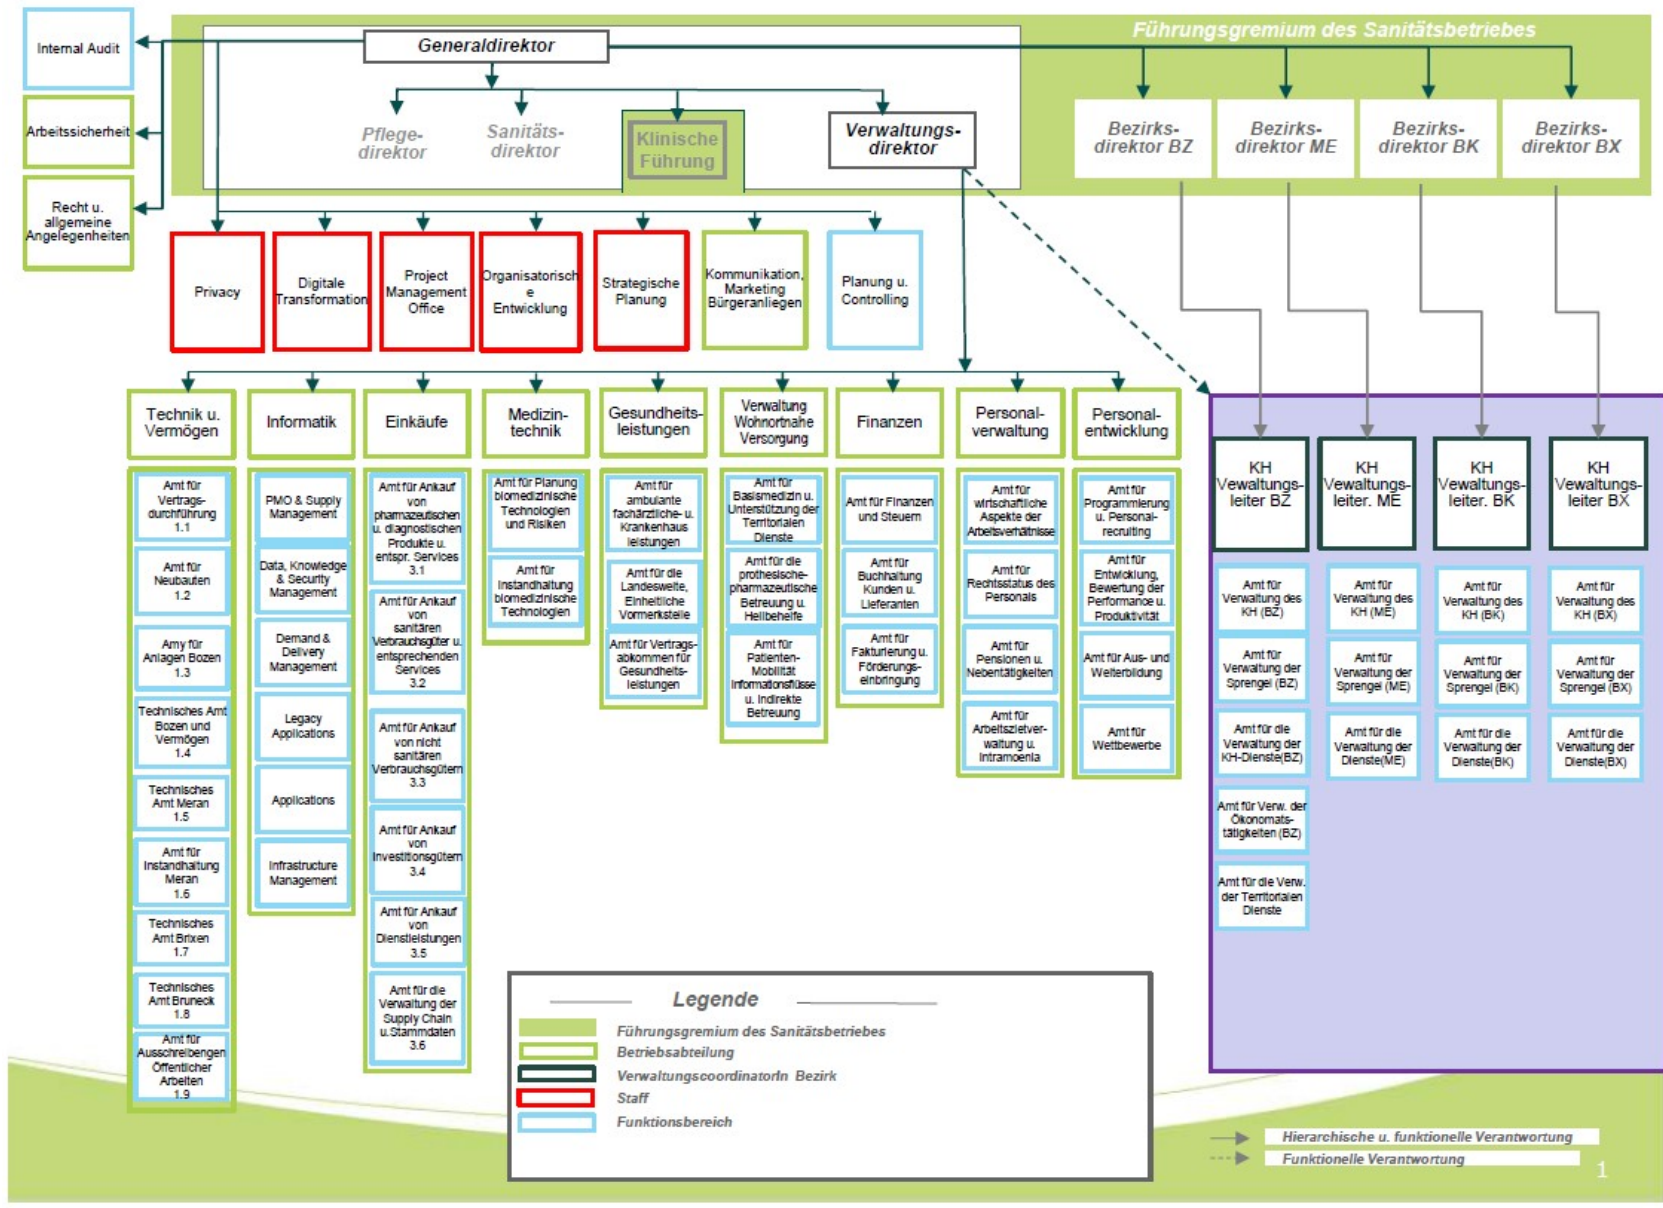 Führungsgremium des Sanitätsbetriebes
Internal Audit
Generaldirektor
Arbeitssicherheit
Recht u.
allgemeine
Angelegenheiten
Pflege-
direktor
Sanitäts-
direktor
Klinische
Führung
Verwaltungs-
direktor
Bezirks-
direktor BZ
Bezirks-
direktor ME
Bezirks-
direktor BK
Bezirks-
direktor BX
Privacy
Digitale
Transformation
Project
Management
Office
Organisatorisch
e
Entwicklung
Strategische
Planung
Kommunikation,
Marketing
Bürgeranliegen
Planung u.
Controlling
Technik u.
Vermögen
Informatik
Einkäufe
Medizin-
technik
Gesundheits-
leistungen
Verwaltung
Wohnortnahe
Versorgung
Finanzen
Personal-
verwaltung
Personal-
entwicklung
KH
Vewaltungs-
leiter BZ
KH
Vewaltungs-
leiter. ME
KH
Vewaltungs-
leiter. BK
KH
Vewaltungs-
leiter BX
Amt für
Vertrags-
durchführung
1.1
Amt für
Neubauten
1.2
Amy für
Anlagen Bozen
1.3
Technisches Amt
Bozen und
Vermögen
1.4
Technisches
Amt Meran
1.5
Amt für
Instandhaltung
Meran
1.6
Technisches
Amt Brixen
1.7
Technisches
Amt Bruneck
1.8
Amt für
Ausschreibengen
Öffentlicher
Arbeiten
1.9
PMO & Supply
Management
Data, Knowledge
& Security
Management
Demand &
Delivery
Management
Legacy
Applications
Applications
Infrastructure
Management
Amt für Ankauf
von
pharmazeutischen
u. diagnostischen
Produkte u.
entspr. Services
3.1
Amt für Ankauf
von
sanitären
Verbrauchsgüter u.
entsprechenden
Services
3.2
Amt für Ankauf
von nicht
sanitären
Verbrauchsgütern
3.3
Amt für Ankauf
von
Investitionsgütern
3.4
Amt für Ankauf
von
Dienstleistungen
3.5
Amt für die
Verwaltung der
Supply Chain
u.Stammdaten
3.6
Amt für Planung
biomedizinische
Technologien
und Risiken
Amt für
Instandhaltung
biomedizinische
Technologien
Amt für
ambulante
fachärztliche- u.
Krankenhaus
leistungen
Amt für die
Landesweite,
Einheitliche
Vormerkstelle
Amt für Vertrags-
abkommen für
Gesundheits-
leistungen
Amt für
Basismedizin u.
Unterstützung der
Territorialen
Dienste
Amt für die
prothesische-
pharmazeutische
Betreuung u.
Heilbehelfe
Amt für
Patienten-
Mobilität
Informationsflüsse
u. Indirekte
Betreuung
Amt für Finanzen
und Steuern
Amt für
Buchhaltung
Kunden u.
Lieferanten
Amt für
Fakturierung u.
Förderungs-
einbringung
Amt für
wirtschaftliche
Aspekte der
Arbeitsverhältnisse
Amt für
Rechtsstatus des
Personals
Amt für
Pensionen u.
Nebentätigkeiten
Amt für
Arbeitszietver-
waltung u.
Intramoenia
Amt für
Programmierung
u. Personal-
recruiting
Amt für
Entwicklung,
Bewertung der
Performance u.
Produktivität
Amt für Aus- und
Weiterbildung
Amt für
Wettbewerbe
Amt für
Verwaltung des
KH (BZ)
Amt für
Verwaltung der
Sprengel (BZ)
Amt für die
Verwaltung der
KH-Dienste(BZ)
Amt für Verw. der
Ökonomats-
tätigkeiten (BZ)
Amt für die Verw.
der Territorialen
Dienste
Amt für
Verwaltung des
KH (ME)
Amt für
Verwaltung der
Sprengel (ME)
Amt für die
Verwaltung der
Dienste(ME)
Amt für
Verwaltung des
KH (BK)
Amt für
Verwaltung der
Sprengel (BK)
Amt für die
Verwaltung der
Dienste(BK)
Amt für
Verwaltung des
KH (BX)
Amt für
Verwaltung der
Sprengel (BX)
Amt für die
Verwaltung der
Dienste(BX)
Legende
Führungsgremium des Sanitätsbetriebes
Betriebsabteilung
VerwaltungscoordinatorIn Bezirk
Staff
Funktionsbereich
Hierarchische u. funktionelle Verantwortung
Funktionelle Verantwortung
1